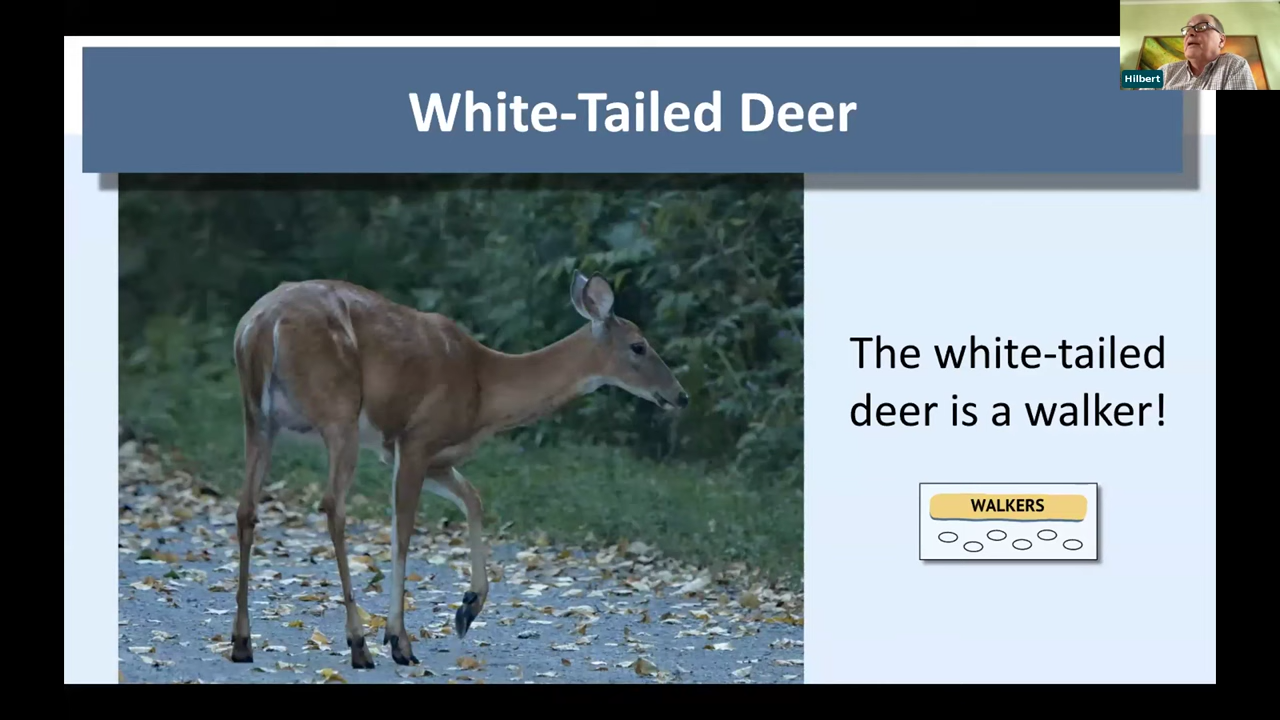 Hilbert
White-Tailed Deer
The white-tailed
deer is a walker!
WALKERS